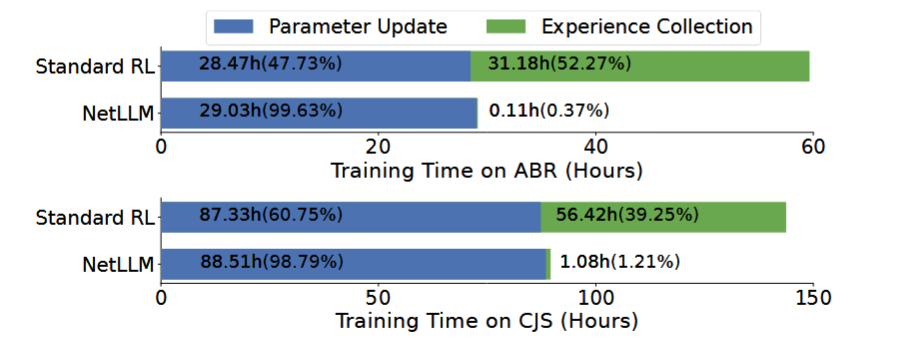 Parameter Update Experience Collection
Standard RL 28.47h(47.73%) 31.18h(52.27%)
NetLLM 29.03h(99.63%) 0.11h(0.37%)
0 20 40 60
Training Time on ABR (Hours)
Standard RL 87.33h(60.75%) 56.42h(39.25%)
NetLLM 88.51h(98.79%) 1.08h(1.21%)
0 50 100 150
Training Time on CJS (Hours)